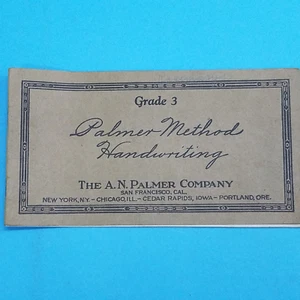 Grade 3
Palmer Method
Handwriting
THE A. N. PALMER COMPANY
SAN FRANCISCO, CAL.
NEW YORK, N.Y. – CHICAGO, ILL. – CEDAR RAPIDS, IOWA – PORTLAND, ORE.